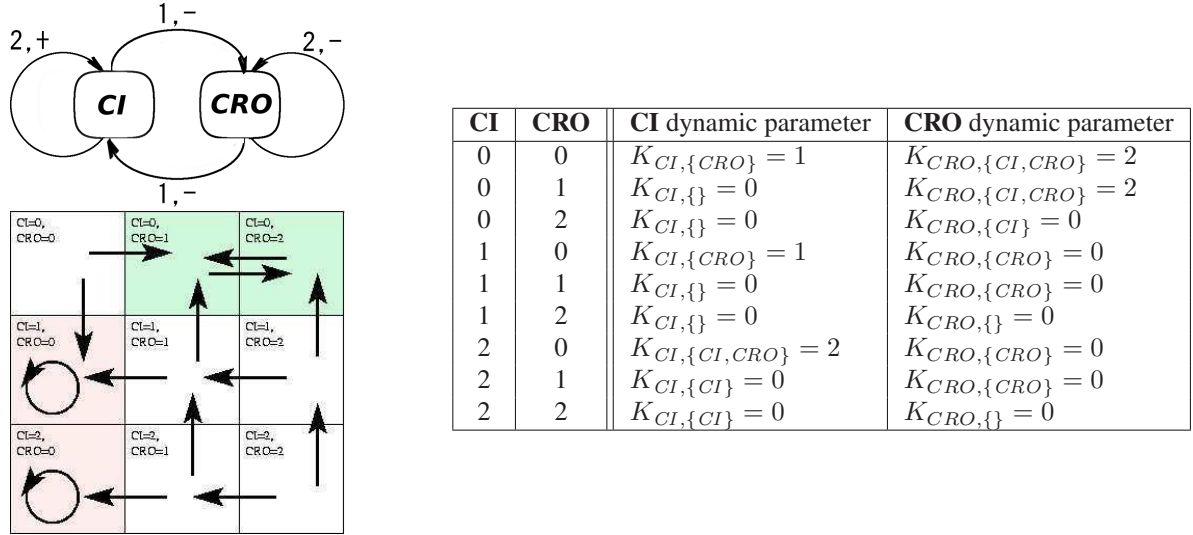 1,-
2,+
2,-
CI
CRO
1,-
CI=0,
CRO=0
CI=0,
CRO=1
CI=0,
CRO=2
CI=1,
CRO=0
CI=1,
CRO=1
CI=1,
CRO=2
CI=2,
CRO=0
CI=2,
CRO=1
CI=2,
CRO=2
CI CRO CI dynamic parameter CRO dynamic parameter
0 0 K_{CI,{CRO}} = 1 K_{CRO,{CI,CRO}} = 2
0 1 K_{CI,{}} = 0 K_{CRO,{CI,CRO}} = 2
0 2 K_{CI,{}} = 0 K_{CRO,{CI}} = 0
1 0 K_{CI,{CRO}} = 1 K_{CRO,{CRO}} = 0
1 1 K_{CI,{}} = 0 K_{CRO,{CRO}} = 0
1 2 K_{CI,{}} = 0 K_{CRO,{}} = 0
2 0 K_{CI,{CI,CRO}} = 2 K_{CRO,{CRO}} = 0
2 1 K_{CI,{CI}} = 0 K_{CRO,{CRO}} = 0
2 2 K_{CI,{CI}} = 0 K_{CRO,{}} = 0